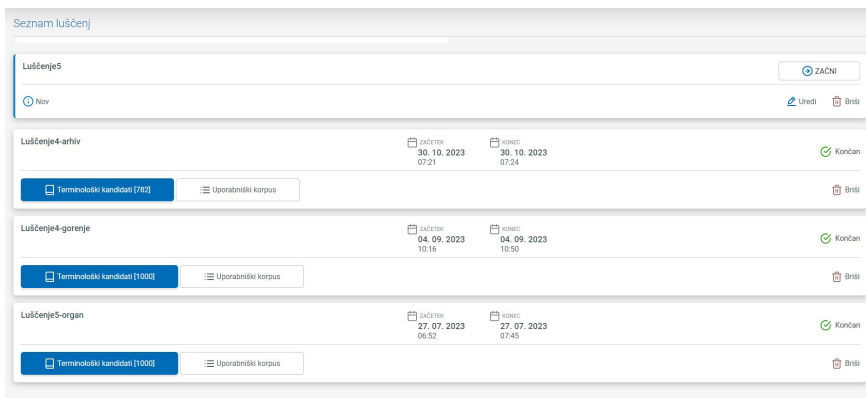 Seznam luščenj
Luščenje5
ZAČNI
Nov
Uredi
Briši
Luščenje4-arhiv
ZAČETEK
30. 10. 2023
07:21
KONEC
30. 10. 2023
07:24
Končan
Terminološki kandidati [782]
Uporabniški korpus
Briši
Luščenje4-gorenje
ZAČETEK
04. 09. 2023
10:16
KONEC
04. 09. 2023
10:50
Končan
Terminološki kandidati [1000]
Uporabniški korpus
Briši
Luščenje5-organ
ZAČETEK
27. 07. 2023
06:52
KONEC
27. 07. 2023
07:45
Končan
Terminološki kandidati [1000]
Uporabniški korpus
Briši